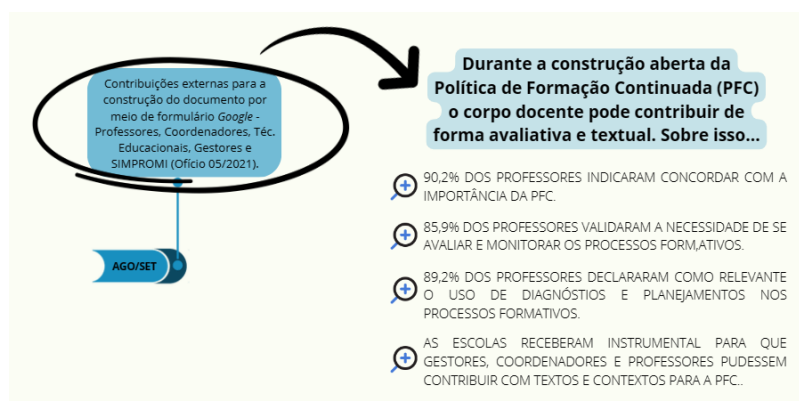 Contribuições externas para a
construção do documento por
meio de formulário Google -
Professores, Coordenadores, Téc.
Educacionais, Gestores e
SIMPROMI (Ofício 05/2021).
AGO/SET
Durante a construção aberta da
Política de Formação Continuada (PFC)
o corpo docente pode contribuir de
forma avaliativa e textual. Sobre isso...
90,2% DOS PROFESSORES INDICARAM CONCORDAR COM A
IMPORTÂNCIA DA PFC.
85,9% DOS PROFESSORES VALIDARAM A NECESSIDADE DE SE
AVALIAR E MONITORAR OS PROCESSOS FORM,ATIVOS.
89,2% DOS PROFESSORES DECLARARAM COMO RELEVANTE
O USO DE DIAGNÓSTIOS E PLANEJAMENTOS NOS
PROCESSOS FORMATIVOS.
AS ESCOLAS RECEBERAM INSTRUMENTAL PARA QUE
GESTORES, COORDENADORES E PROFESSORES PUDESSEM
CONTRIBUIR COM TEXTOS E CONTEXTOS PARA A PFC..